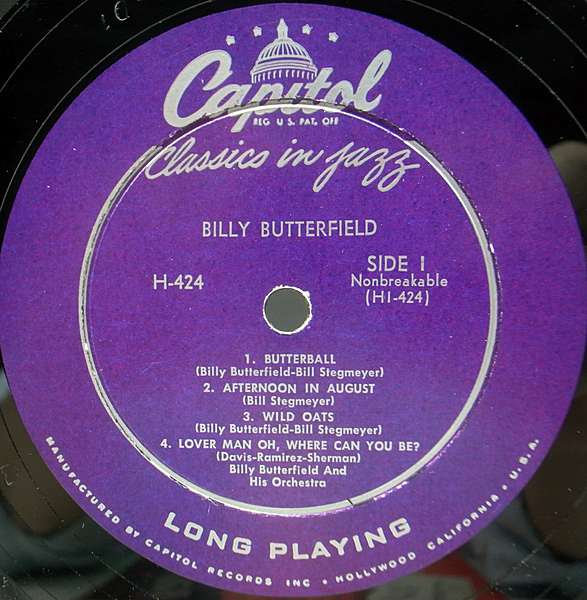 Capitol
REG U S. PAT. OFF
Classics in jazz
BILLY BUTTERFIELD
H-424
SIDE 1
Nonbreakable
(H1-424)
1. BUTTERBALL
(Billy Butterfield-Bill Stegmeyer)
2. AFTERNOON IN AUGUST
(Bill Stegmeyer)
3. WILD OATS
(Billy Butterfield-Bill Stegmeyer)
4. LOVER MAN OH, WHERE CAN YOU BE?
(Davis-Ramirez-Sherman)
Billy Butterfield And
His Orchestra
LONG PLAYING
MANUFACTURED BY CAPITOL RECORDS INC • HOLLYWOOD CALIFORNIA • U.S.A.